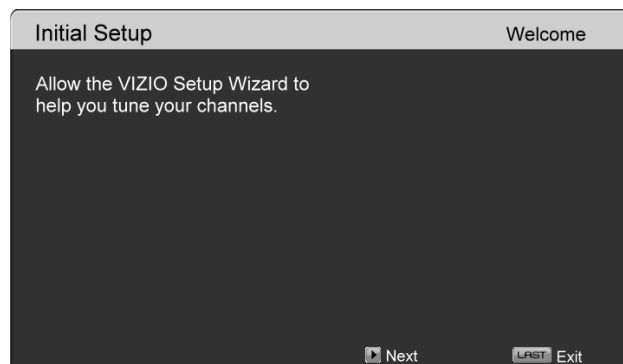 Initial Setup Welcome
Allow the VIZIO Setup Wizard to
help you tune your channels.
Next LAST Exit